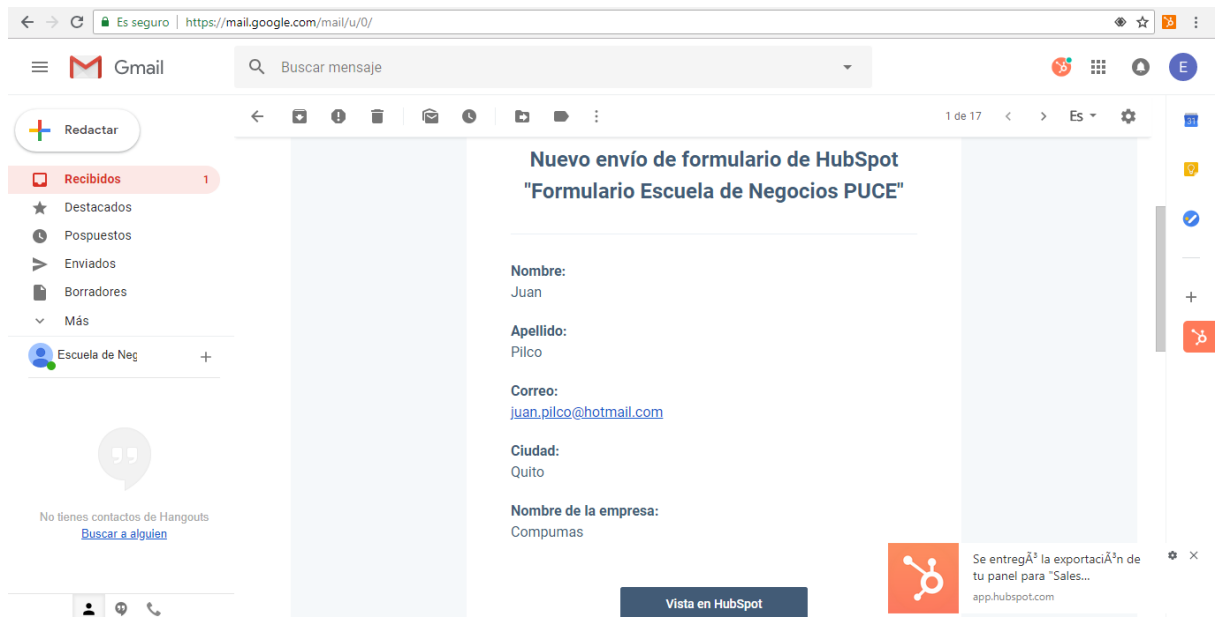 Es seguro | https://mail.google.com/mail/u/0/
Gmail
Buscar mensaje
E
Redactar
1 de 17
Es
31
Recibidos 1
Destacados
Pospuestos
Enviados
Borradores
Más
Escuela de Neg
No tienes contactos de Hangouts
Buscar a alguien
Nuevo envío de formulario de HubSpot
"Formulario Escuela de Negocios PUCE"
Nombre:
Juan
Apellido:
Pilco
Correo:
juan.pilco@hotmail.com
Ciudad:
Quito
Nombre de la empresa:
Compumas
Vista en HubSpot
Se entregÃ³ la exportaciÃ³n de
tu panel para "Sales...
app.hubspot.com